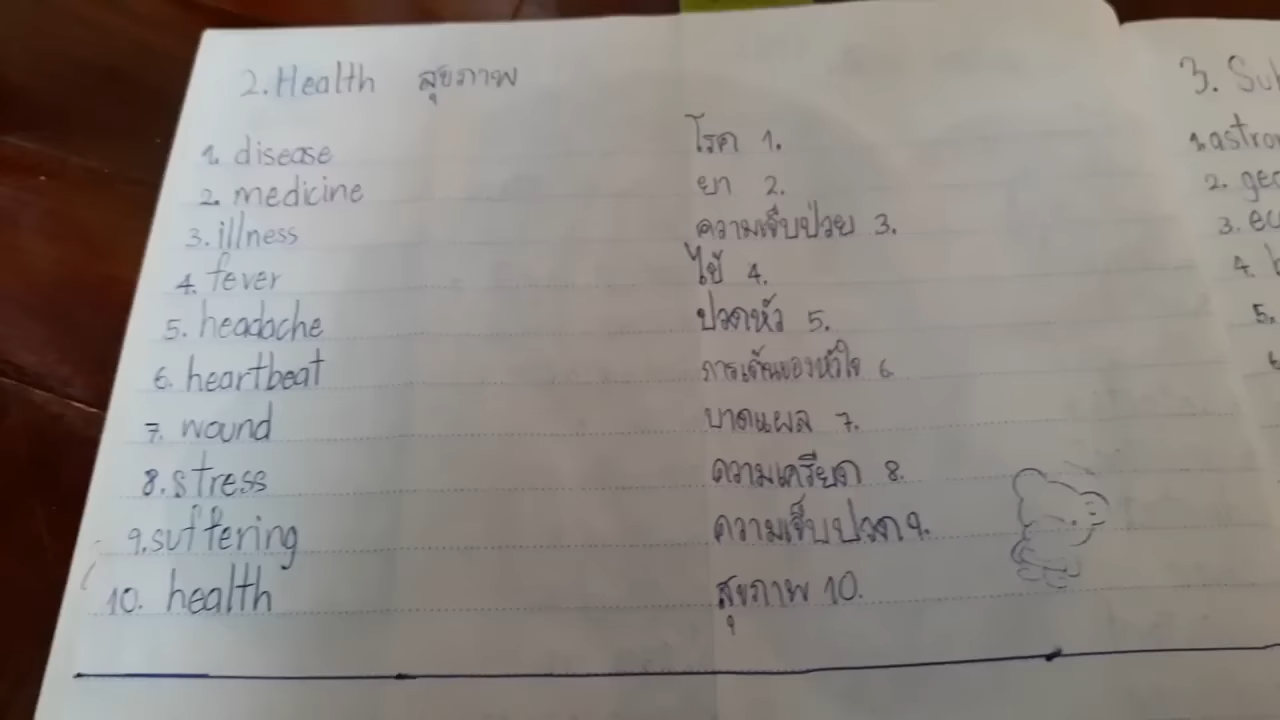 2. Health สุขภาพ
1. disease โรค 1.
2. medicine ยา 2.
3. illness ความเจ็บป่วย 3.
4. fever ไข้ 4.
5. headache ปวดหัว 5.
6. heartbeat การเต้นของหัวใจ 6
7. wound บาดแผล 7.
8. stress ความเครียด 8.
9. suffering ความเจ็บปวด 9.
10. health สุขภาพ 10.
3. Su
1. astro
2. geo
3. ec
4.
5.